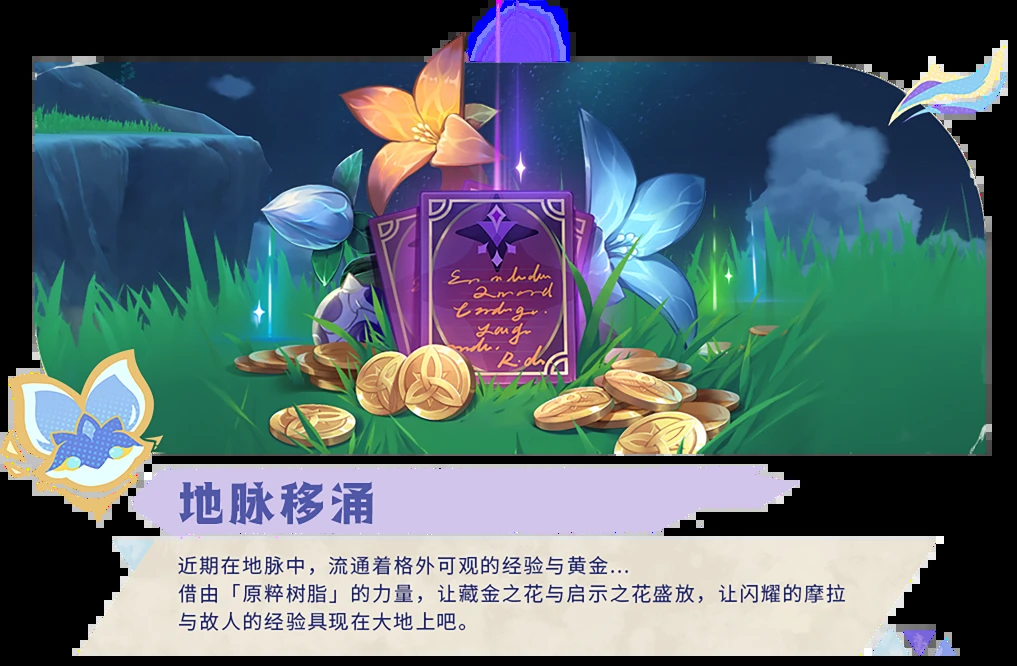 地脉移涌
近期在地脉中，流通着格外可观的经验与黄金...
借由「原粹树脂」的力量，让藏金之花与启示之花盛放，让闪耀的摩拉
与故人的经验具现在大地上吧。